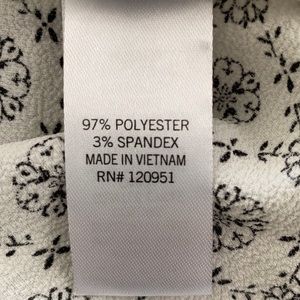 97% POLYESTER
3% SPANDEX
MADE IN VIETNAM
RN# 120951